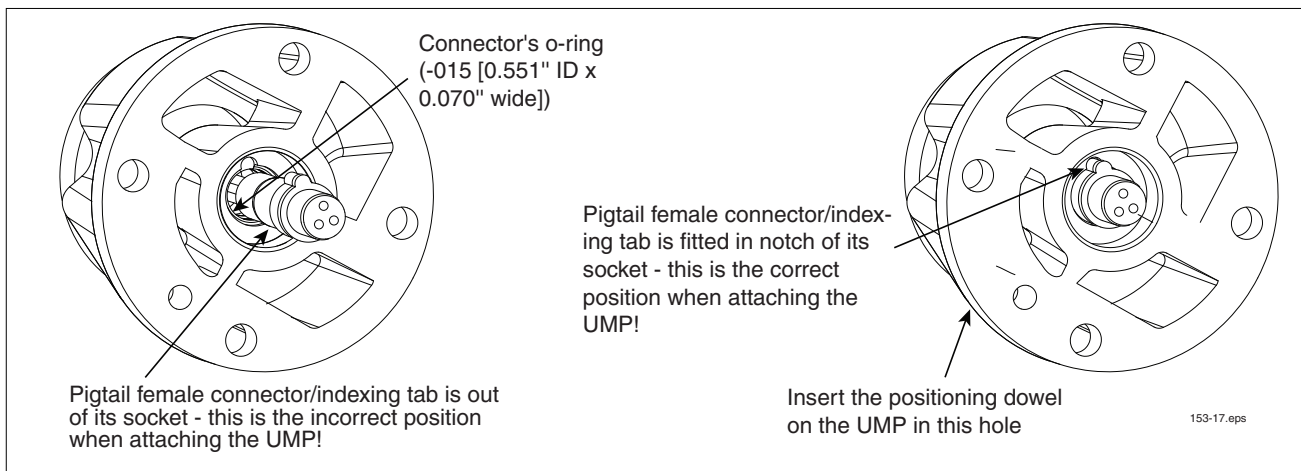 Connector's o-ring
(-015 [0.551" ID x
0.070" wide])
Pigtail female connector/indexing tab is out
of its socket - this is the incorrect position
when attaching the UMP!
Pigtail female connector/index-
ing tab is fitted in notch of its
socket - this is the correct
position when attaching the
UMP!
Insert the positioning dowel
on the UMP in this hole
153-17.eps